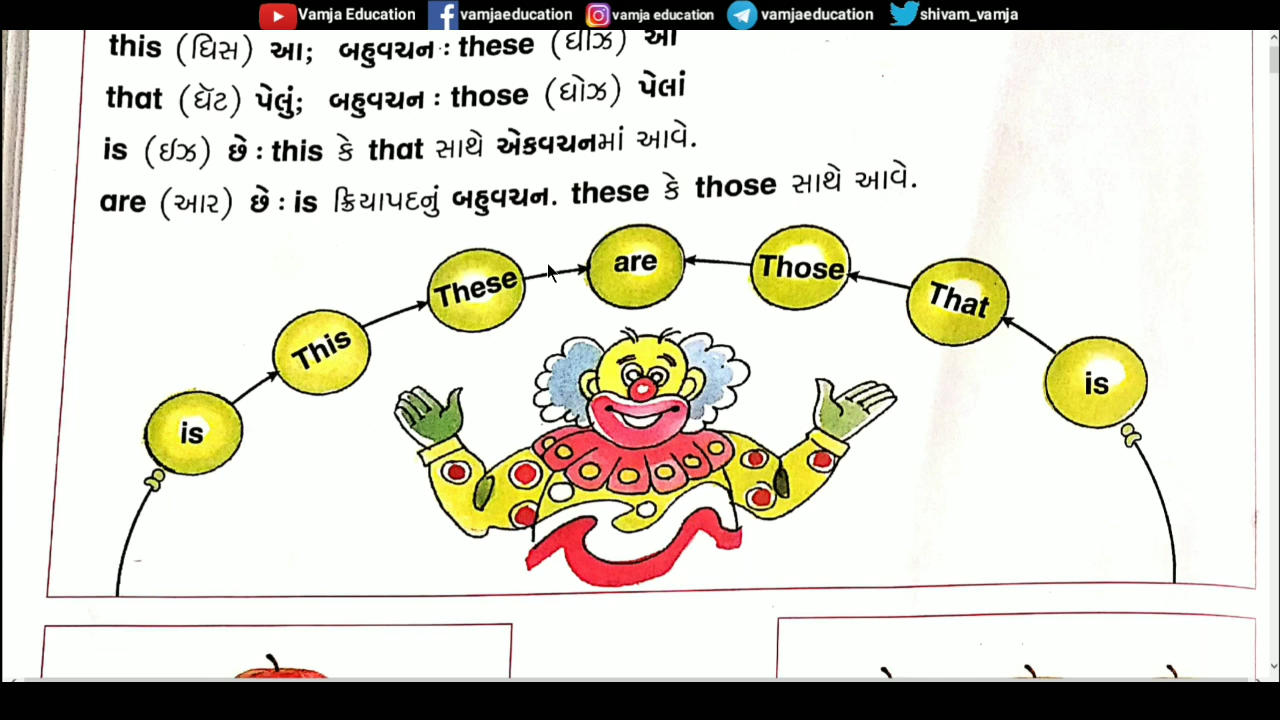 Vamja Education vamjaeducation vamja education vamjaeducation shivam_vamja
this (ધિસ) આ; બહુવચન : these (ધીઝ) આ
that (ધૅટ) પેલું; બહુવચન : those (ધોઝ) પેલાં
is (ઈઝ) છે : this કે that સાથે એકવચનમાં આવે.
are (આર) છે : is ક્રિયાપદનું બહુવચન. these કે those સાથે આવે.
is This These are Those That is